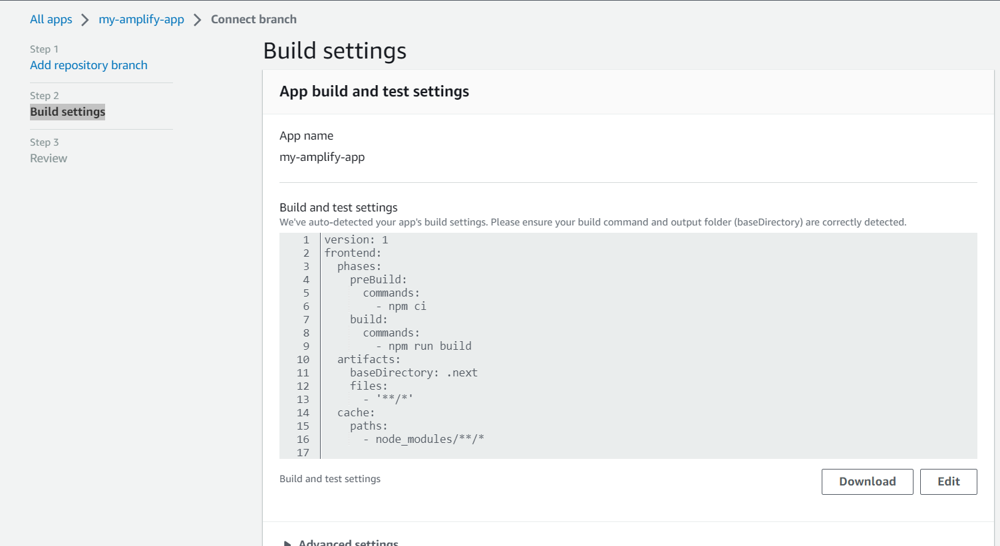 All apps > my-amplify-app > Connect branch
Step 1
Add repository branch
Step 2
Build settings
Step 3
Review
Build settings
App build and test settings
App name
my-amplify-app
Build and test settings
We've auto-detected your app's build settings. Please ensure your build command and output folder (baseDirectory) are correctly detected.
1 version: 1
2 frontend:
3   phases:
4     preBuild:
5       commands:
6         - npm ci
7     build:
8       commands:
9         - npm run build
10   artifacts:
11     baseDirectory: .next
12     files:
13       - '**/*'
14   cache:
15     paths:
16       - node_modules/**/*
17
Build and test settings
Download Edit
Advanced settings